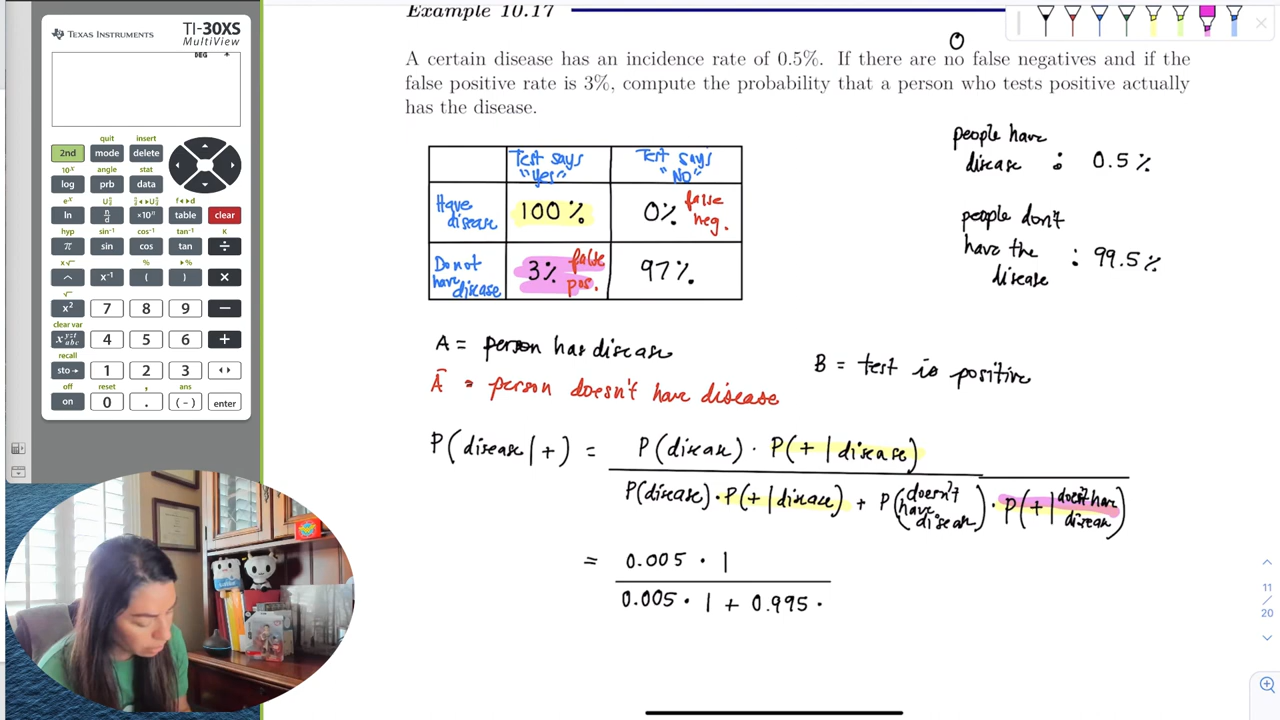 Example 10.17
A certain disease has an incidence rate of 0.5%. If there are no false negatives and if the
false positive rate is 3%, compute the probability that a person who tests positive actually
has the disease.
0
Test says "Yes"
Test says "No"
Have disease
100%
0% false neg.
Do not have disease
3% false pos.
97%.
people have disease : 0.5%
people don't have the disease : 99.5%
A = person has disease
B = test is positive
Ā = person doesn't have disease
P(disease | +) = P(disease) · P(+ | disease)
P(disease) · P(+ | disease) + P(doesn't have disease) · P(+ | doesn't have disease)
= 0.005 · 1
0.005 · 1 + 0.995 ·
TEXAS INSTRUMENTS
TI-30XS
MultiView
DEG
quit insert
2nd mode delete
10ˣ angle stat
log prb data
ln n/d ×10ⁿ table clear
hyp sin⁻¹ cos⁻¹ tan⁻¹ K
π sin cos tan ÷
% ▸%
^ x⁻¹ ( ) ×
√
x² 7 8 9 −
clear var
x yzt abc 4 5 6 +
recall
sto→ 1 2 3
off reset ans
on 0 . (−) enter
11
/
20